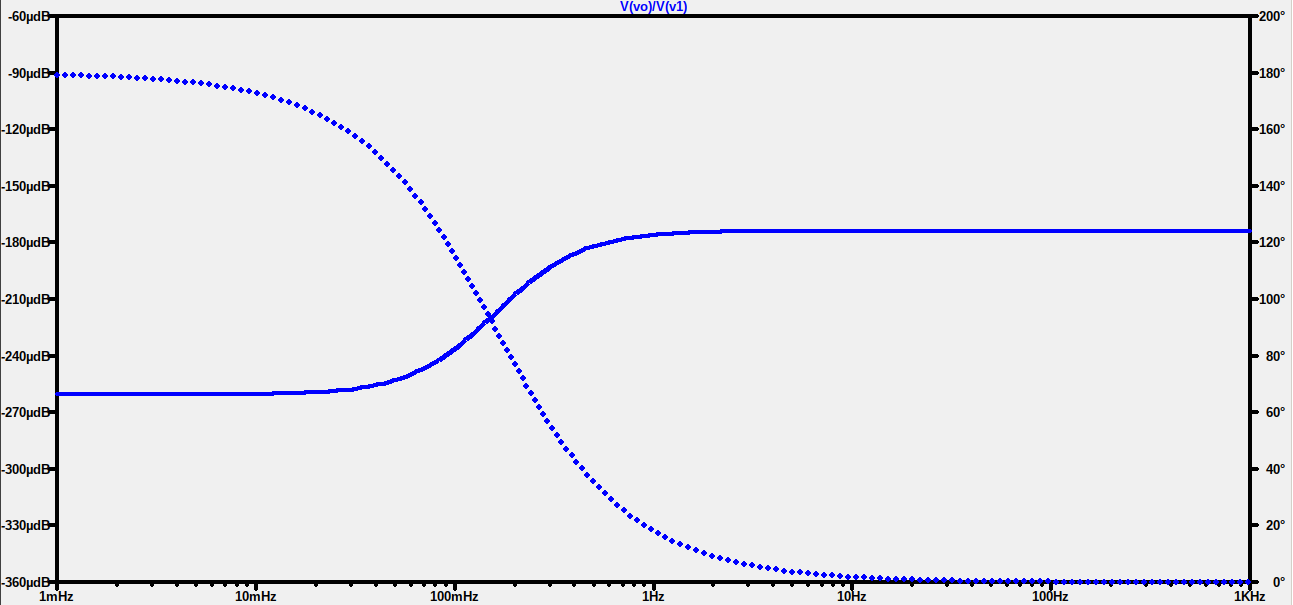 V(vo)/V(v1)
-60µdB 200°
-90µdB 180°
-120µdB 160°
-150µdB 140°
-180µdB 120°
-210µdB 100°
-240µdB 80°
-270µdB 60°
-300µdB 40°
-330µdB 20°
-360µdB 0°
1mHz 10mHz 100mHz 1Hz 10Hz 100Hz 1KHz